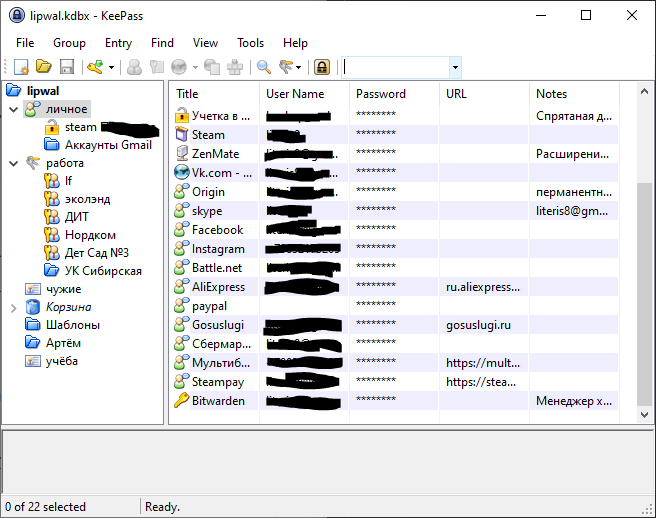 lipwal.kdbx - KeePass
File Group Entry Find View Tools Help
lipwal
личное
steam
Аккаунты Gmail
работа
lf
эколэнд
ДИТ
Нордком
Дет Сад №3
УК Сибирская
чужие
Корзина
Шаблоны
Артём
учёба
Title User Name Password URL Notes
Учетка в ... ******** Спрятаная д...
Steam ********
ZenMate ******** Расширени...
Vk.com - ... ********
Origin ******** перманентн...
skype ******** literis8@gm...
Facebook ********
Instagram ********
Battle.net ********
AliExpress ******** ru.aliexpress...
paypal ********
Gosuslugi ******** gosuslugi.ru
Сбермар... ********
Мультиб... ******** https://mult...
Steampay ******** https://stea...
Bitwarden ******** Менеджер х...
0 of 22 selected Ready.